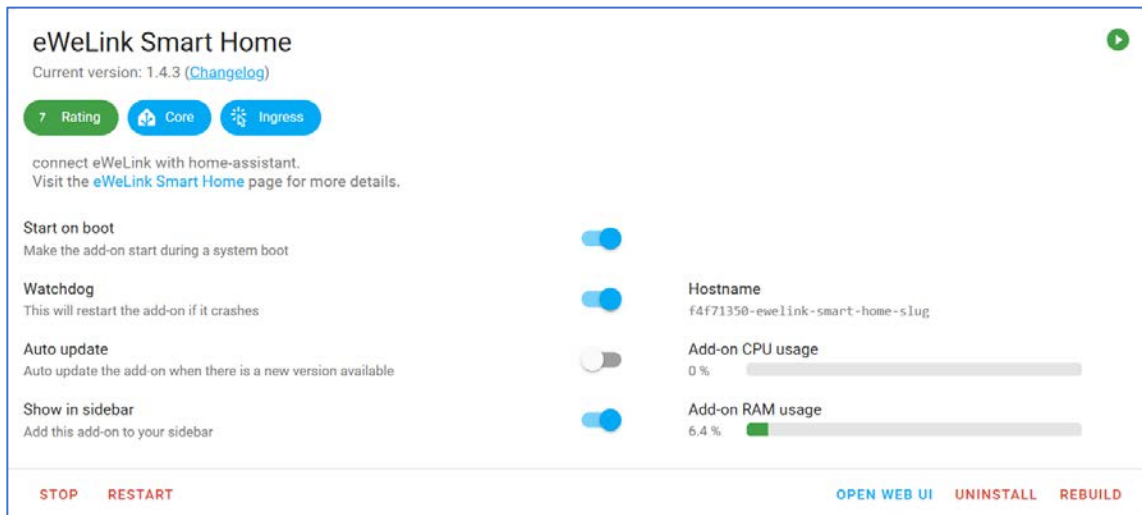 eWeLink Smart Home
Current version: 1.4.3 (Changelog)
7 Rating
Core
Ingress
connect eWeLink with home-assistant.
Visit the eWeLink Smart Home page for more details.
Start on boot
Make the add-on start during a system boot
Watchdog
This will restart the add-on if it crashes
Hostname
f4f71350-ewelink-smart-home-slug
Auto update
Auto update the add-on when there is a new version available
Add-on CPU usage
0 %
Show in sidebar
Add this add-on to your sidebar
Add-on RAM usage
6.4 %
STOP RESTART OPEN WEB UI UNINSTALL REBUILD